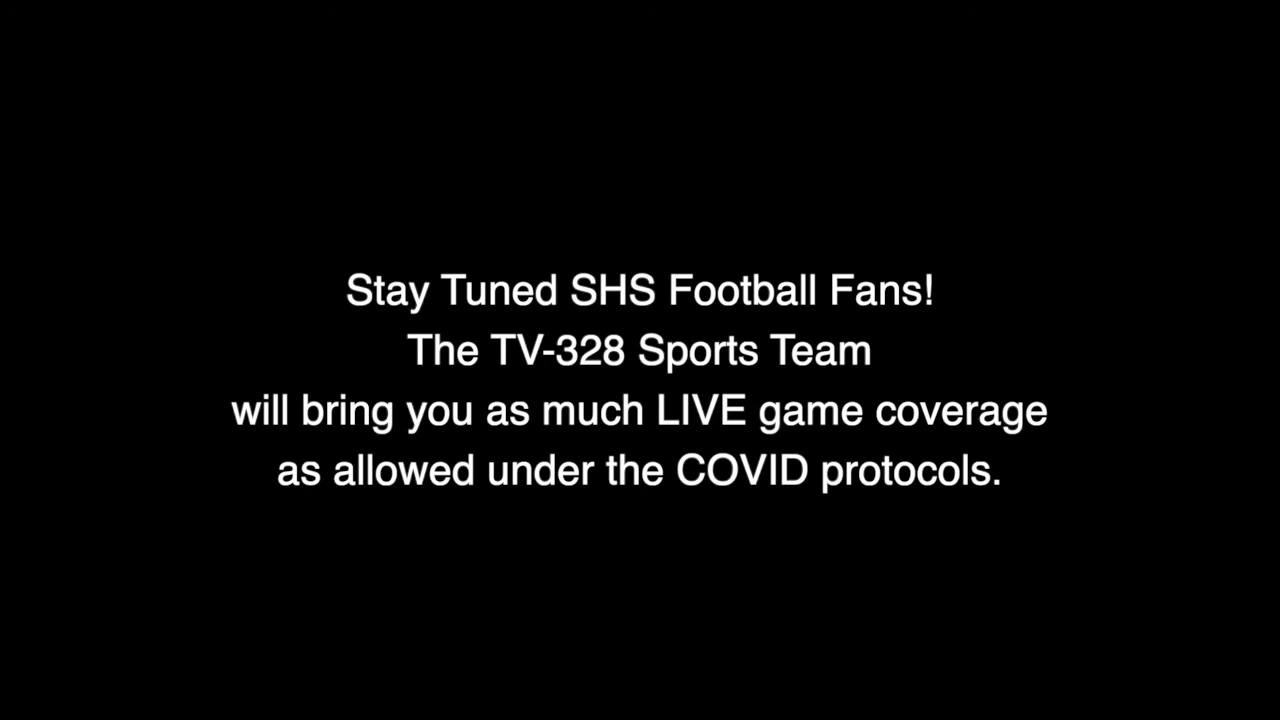 Stay Tuned SHS Football Fans!
The TV-328 Sports Team
will bring you as much LIVE game coverage
as allowed under the COVID protocols.